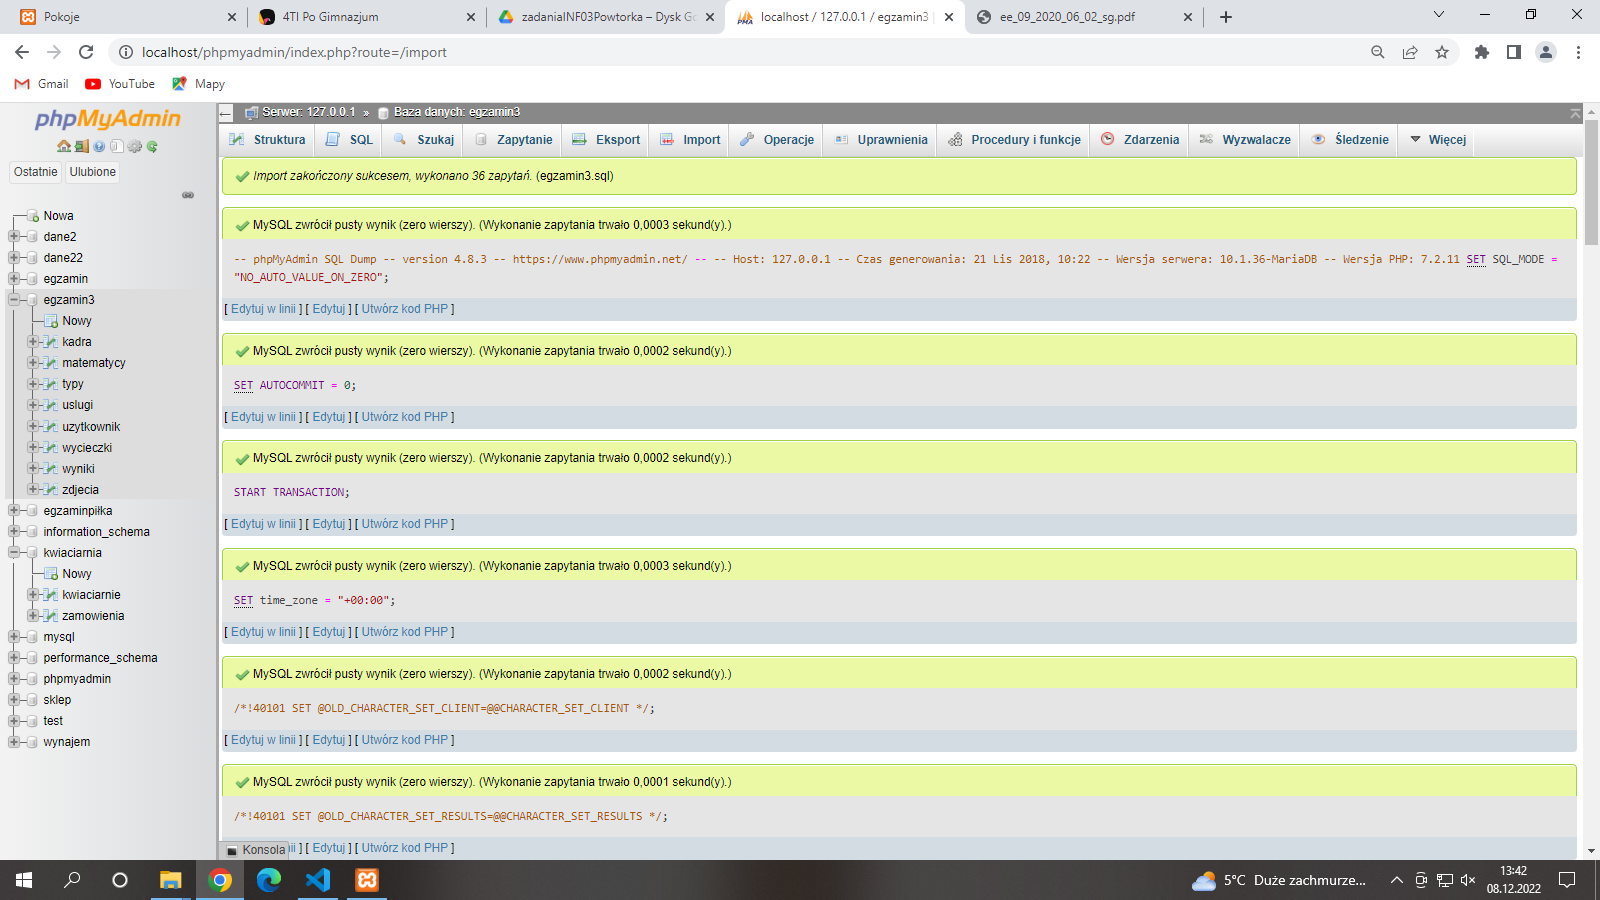 Pokoje
4TI Po Gimnazjum
zadaniaINF03Powtorka – Dysk Go
localhost / 127.0.0.1 / egzamin3 |
ee_09_2020_06_02_sg.pdf
localhost/phpmyadmin/index.php?route=/import
Gmail
YouTube
Mapy
phpMyAdmin
Ostatnie
Ulubione
Nowa
dane2
dane22
egzamin
egzamin3
Nowy
kadra
matematycy
typy
uslugi
uzytkownik
wycieczki
wyniki
zdjecia
egzaminpiłka
information_schema
kwiaciarnia
Nowy
kwiaciarnie
zamowienia
mysql
performance_schema
phpmyadmin
sklep
test
wynajem
Serwer: 127.0.0.1 » Baza danych: egzamin3
Struktura SQL Szukaj Zapytanie Eksport Import Operacje Uprawnienia Procedury i funkcje Zdarzenia Wyzwalacze Śledzenie Więcej
Import zakończony sukcesem, wykonano 36 zapytań. (egzamin3.sql)
MySQL zwrócił pusty wynik (zero wierszy). (Wykonanie zapytania trwało 0,0003 sekund(y).)
-- phpMyAdmin SQL Dump -- version 4.8.3 -- https://www.phpmyadmin.net/ -- -- Host: 127.0.0.1 -- Czas generowania: 21 Lis 2018, 10:22 -- Wersja serwera: 10.1.36-MariaDB -- Wersja PHP: 7.2.11 SET SQL_MODE =
"NO_AUTO_VALUE_ON_ZERO";
[ Edytuj w linii ] [ Edytuj ] [ Utwórz kod PHP ]
MySQL zwrócił pusty wynik (zero wierszy). (Wykonanie zapytania trwało 0,0002 sekund(y).)
SET AUTOCOMMIT = 0;
[ Edytuj w linii ] [ Edytuj ] [ Utwórz kod PHP ]
MySQL zwrócił pusty wynik (zero wierszy). (Wykonanie zapytania trwało 0,0002 sekund(y).)
START TRANSACTION;
[ Edytuj w linii ] [ Edytuj ] [ Utwórz kod PHP ]
MySQL zwrócił pusty wynik (zero wierszy). (Wykonanie zapytania trwało 0,0003 sekund(y).)
SET time_zone = "+00:00";
[ Edytuj w linii ] [ Edytuj ] [ Utwórz kod PHP ]
MySQL zwrócił pusty wynik (zero wierszy). (Wykonanie zapytania trwało 0,0002 sekund(y).)
/*!40101 SET @OLD_CHARACTER_SET_CLIENT=@@CHARACTER_SET_CLIENT */;
[ Edytuj w linii ] [ Edytuj ] [ Utwórz kod PHP ]
MySQL zwrócił pusty wynik (zero wierszy). (Wykonanie zapytania trwało 0,0001 sekund(y).)
/*!40101 SET @OLD_CHARACTER_SET_RESULTS=@@CHARACTER_SET_RESULTS */;
Konsola nii ] [ Edytuj ] [ Utwórz kod PHP ]
5°C Duże zachmurze...
13:42
08.12.2022